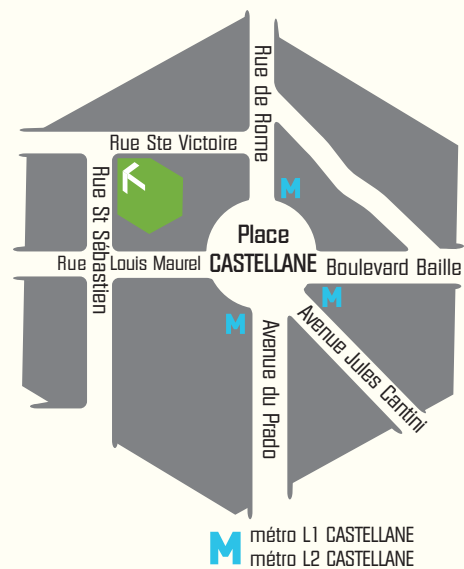 Rue de Rome
Rue Ste Victoire
Rue St Sébastien
M
Place
CASTELLANE
Rue Louis Maurel
Boulevard Baille
M
M
Avenue Jules Cantini
Avenue du Prado
M
métro L1 CASTELLANE
métro L2 CASTELLANE